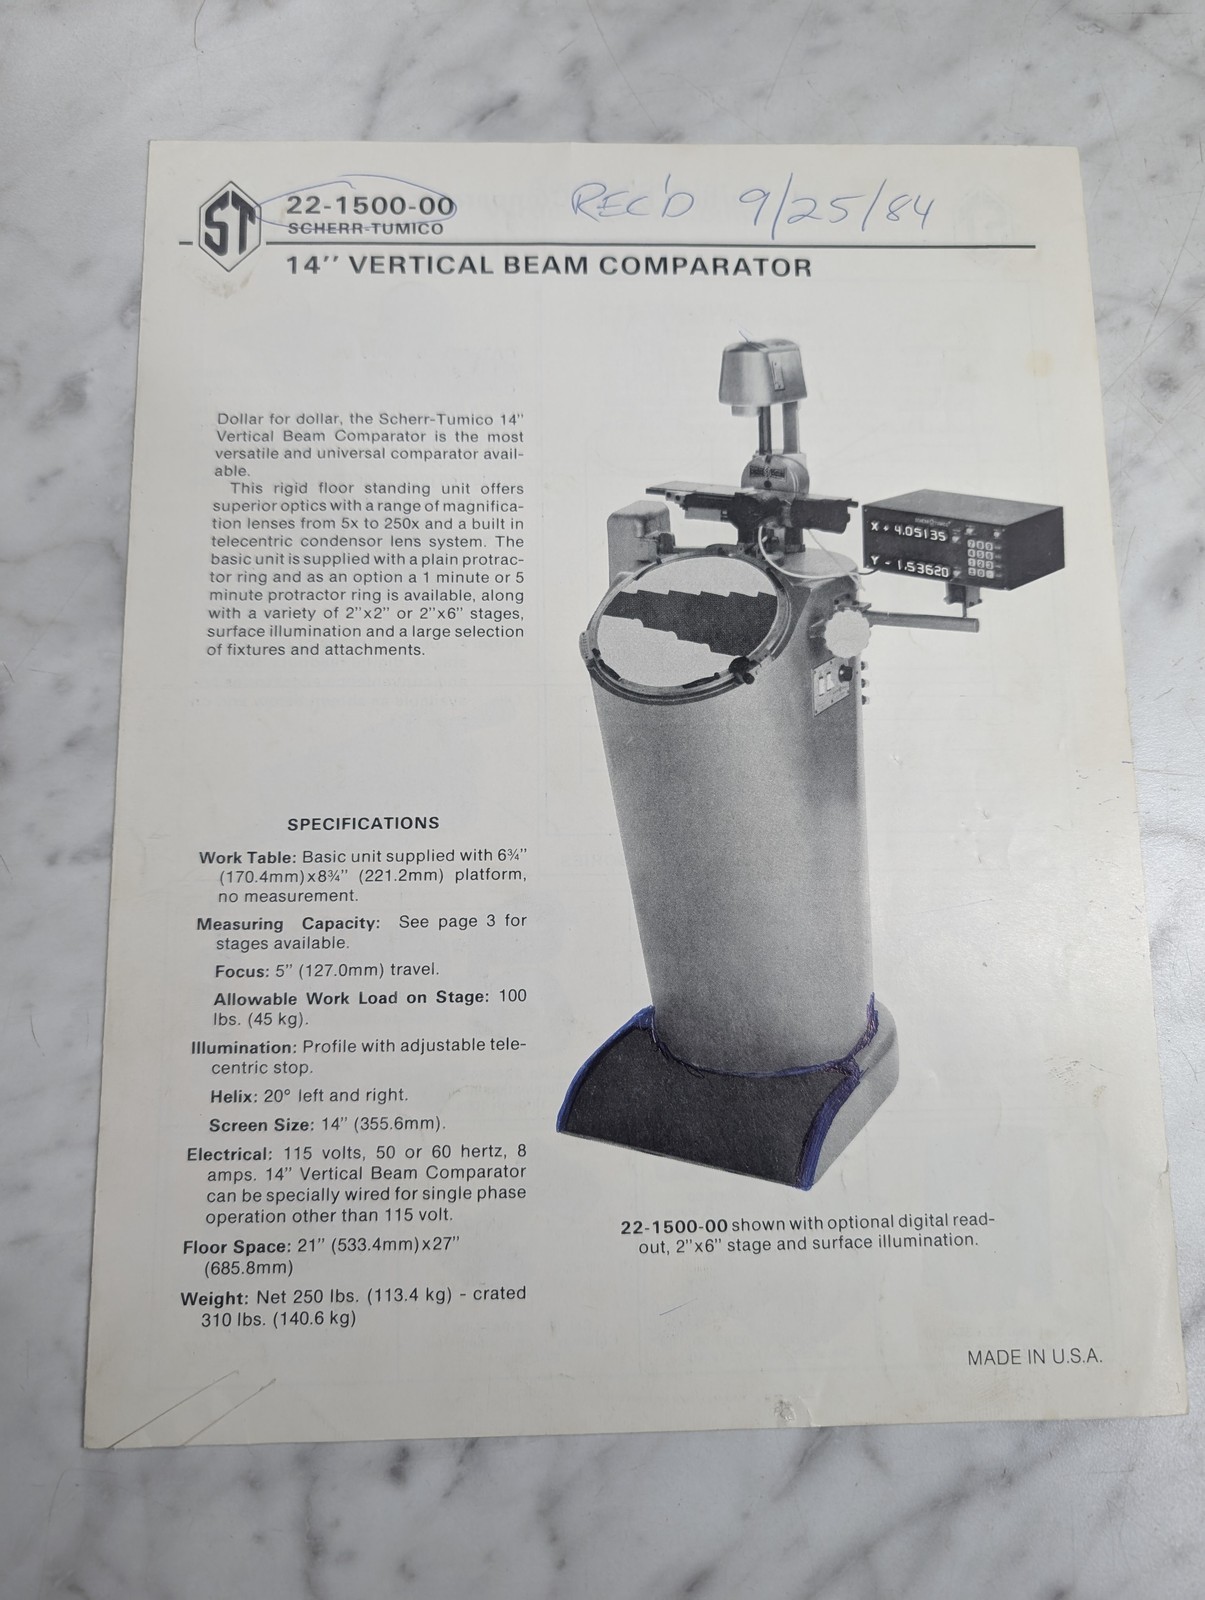 ST
22-1500-00
SCHERR-TUMICO
REC'D 9/25/84
14" VERTICAL BEAM COMPARATOR
Dollar for dollar, the Scherr-Tumico 14"
Vertical Beam Comparator is the most
versatile and universal comparator avail-
able.
This rigid floor standing unit offers
superior optics with a range of magnifica-
tion lenses from 5x to 250x and a built in
telecentric condensor lens system. The
basic unit is supplied with a plain protrac-
tor ring and as an option a 1 minute or 5
minute protractor ring is available, along
with a variety of 2"x2" or 2"x6" stages,
surface illumination and a large selection
of fixtures and attachments.
X + 4.05135
Y - 1.53620
SPECIFICATIONS
Work Table: Basic unit supplied with 6¾"
(170.4mm)x8¾" (221.2mm) platform,
no measurement.
Measuring Capacity: See page 3 for
stages available.
Focus: 5" (127.0mm) travel.
Allowable Work Load on Stage: 100
lbs. (45 kg).
Illumination: Profile with adjustable tele-
centric stop.
Helix: 20° left and right.
Screen Size: 14" (355.6mm).
Electrical: 115 volts, 50 or 60 hertz, 8
amps. 14" Vertical Beam Comparator
can be specially wired for single phase
operation other than 115 volt.
Floor Space: 21" (533.4mm)x27"
(685.8mm)
Weight: Net 250 lbs. (113.4 kg) - crated
310 lbs. (140.6 kg)
22-1500-00 shown with optional digital read-
out, 2"x6" stage and surface illumination.
MADE IN U.S.A.